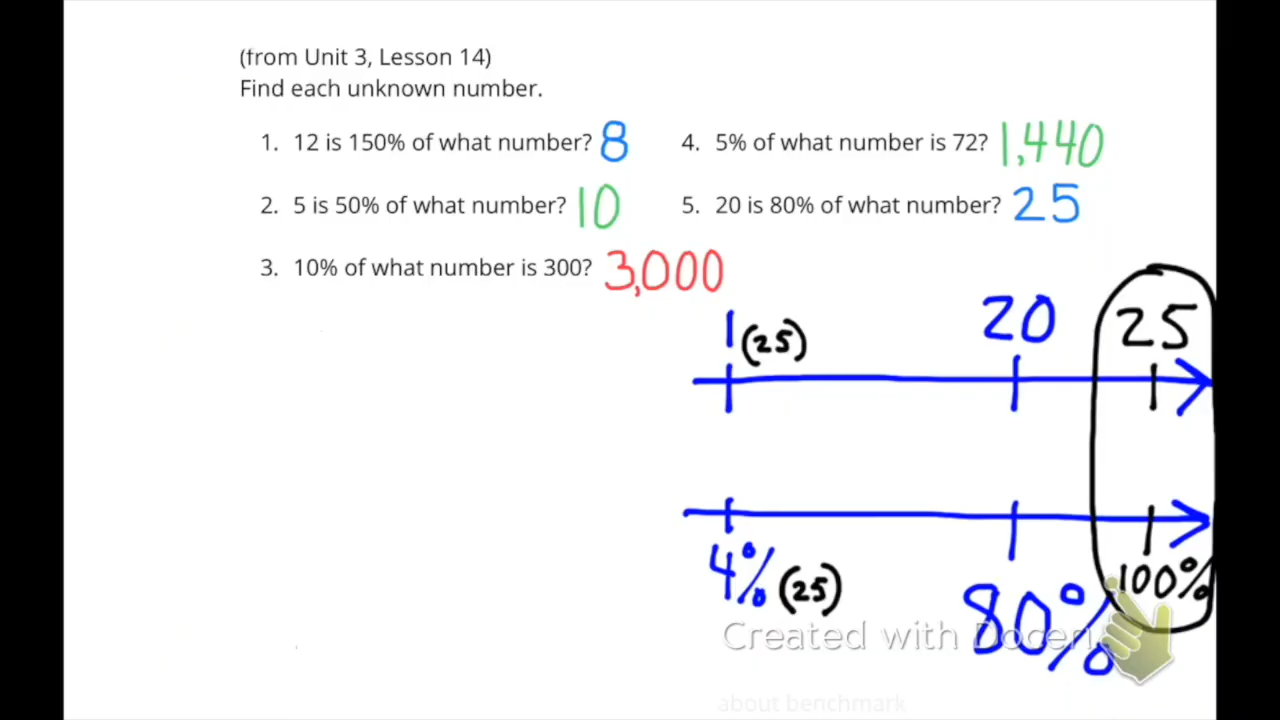 (from Unit 3, Lesson 14)
Find each unknown number.
1. 12 is 150% of what number? 8
2. 5 is 50% of what number? 10
3. 10% of what number is 300? 3,000
4. 5% of what number is 72? 1,440
5. 20 is 80% of what number? 25
1 (25) 20 25
4% (25) 80% 100%
Created with Doceri
about benchmark